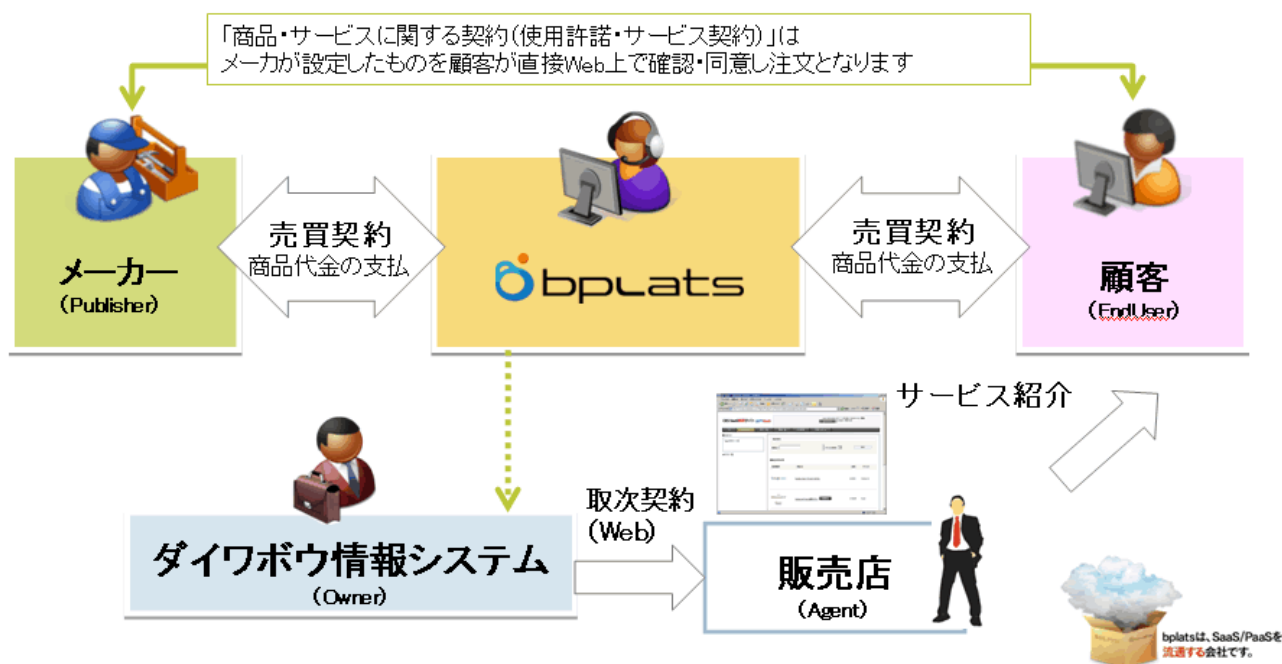 「商品・サービスに関する契約(使用許諾・サービス契約)」は
メーカが設定したものを顧客が直接Web上で確認・同意し注文となります
メーカー
(Publisher)
売買契約
商品代金の支払
bplats
売買契約
商品代金の支払
顧客
(EndUser)
サービス紹介
ダイワボウ情報システム
(Owner)
取次契約
(Web)
販売店
(Agent)
bplatsは、SaaS/PaaSを
流通する会社です。